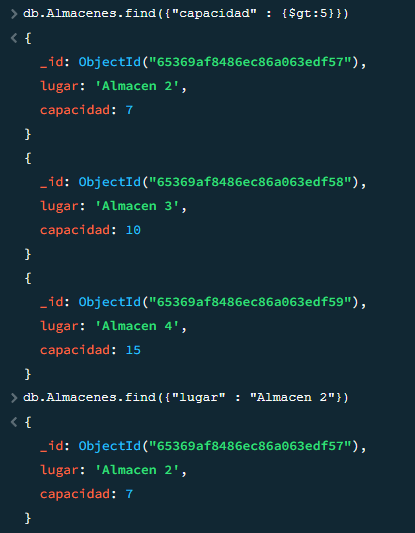 > db.Almacenes.find({"capacidad" : {$gt:5}})
< {
_id: ObjectId("65369af8486ec86a063edf57"),
lugar: 'Almacen 2',
capacidad: 7
}
{
_id: ObjectId("65369af8486ec86a063edf58"),
lugar: 'Almacen 3',
capacidad: 10
}
{
_id: ObjectId("65369af8486ec86a063edf59"),
lugar: 'Almacen 4',
capacidad: 15
}
> db.Almacenes.find({"lugar" : "Almacen 2"})
< {
_id: ObjectId("65369af8486ec86a063edf57"),
lugar: 'Almacen 2',
capacidad: 7
}